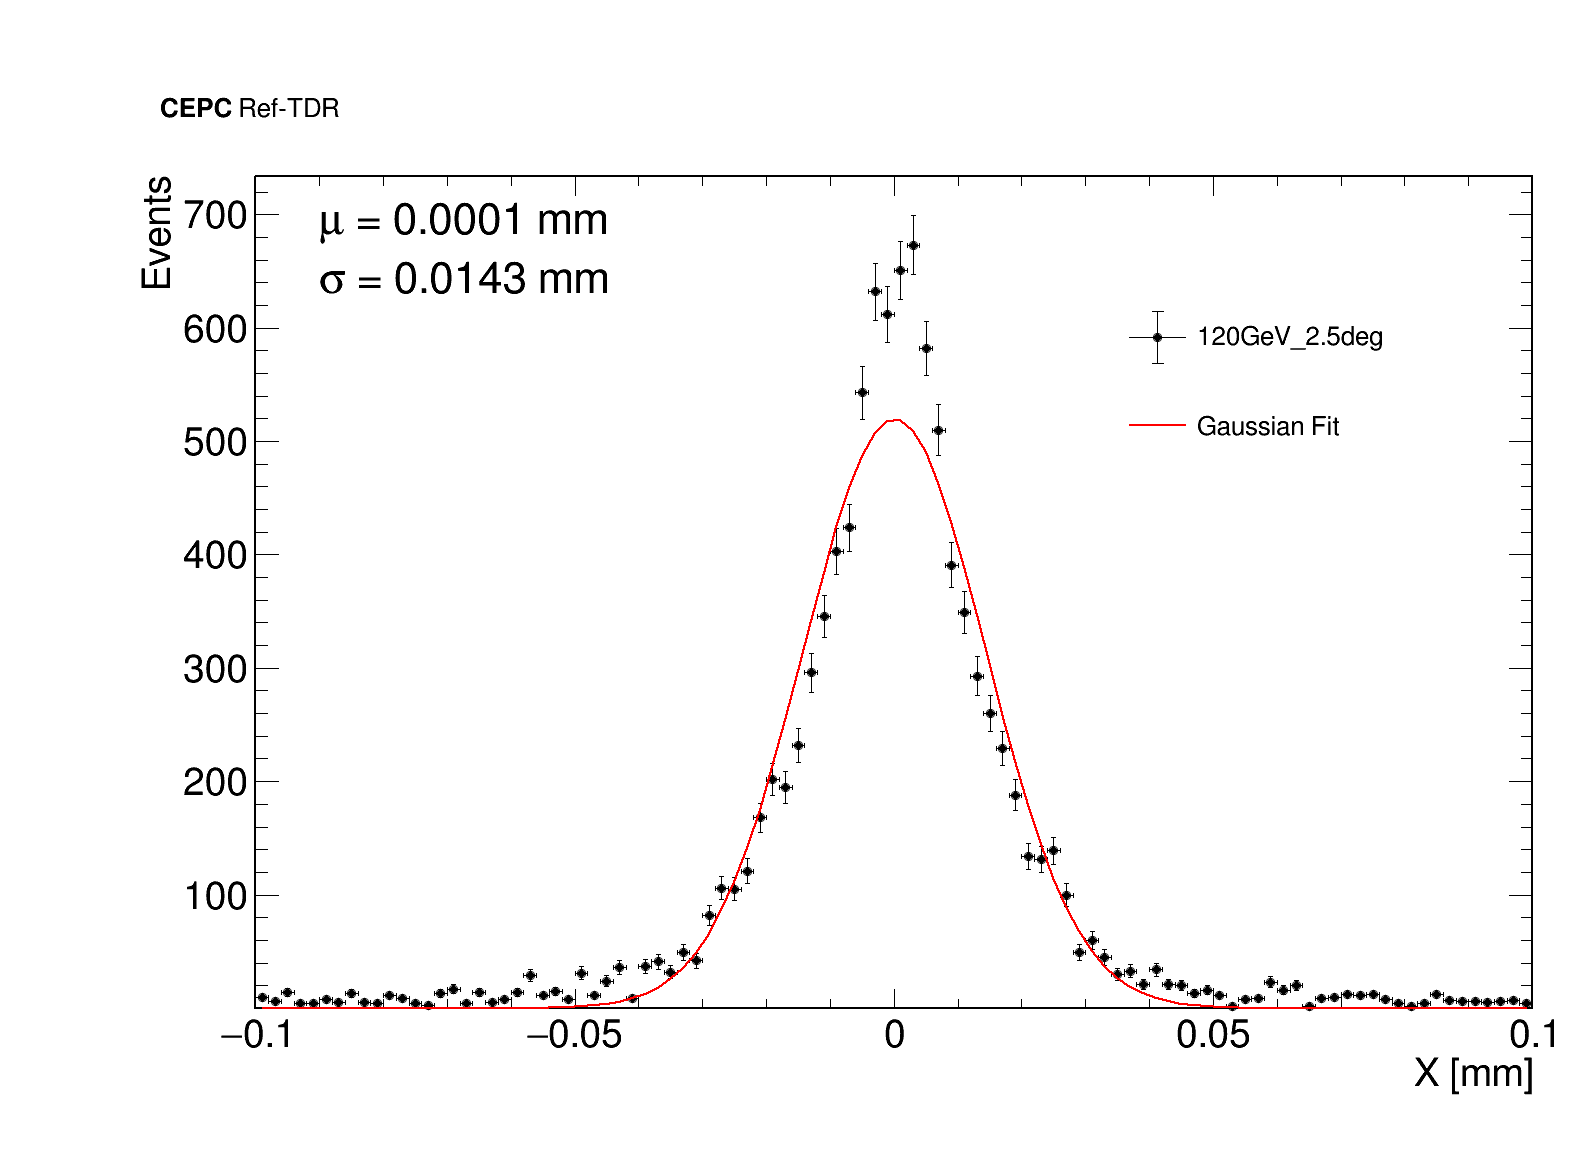 CEPC Ref-TDR
Events
μ = 0.0001 mm
σ = 0.0143 mm
120GeV_2.5deg
Gaussian Fit
700
600
500
400
300
200
100
−0.1
−0.05
0
0.05
0.1
X [mm]